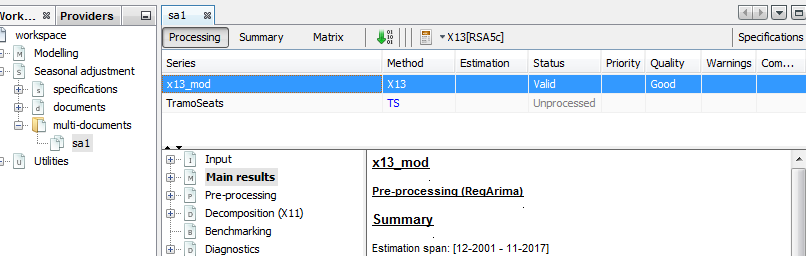 Work... Providers
workspace
M Modelling
S Seasonal adjustment
s specifications
d documents
multi-documents
sa1
u Utilities
sa1
Processing Summary Matrix X13[RSA5c] Specifications
Series Method Estimation Status Priority Quality Warnings Com...
x13_mod X13 Valid Good
TramoSeats TS Unprocessed
I Input
M Main results
P Pre-processing
D Decomposition (X11)
B Benchmarking
D Diagnostics
x13_mod
Pre-processing (RegArima)
Summary
Estimation span: [12-2001 - 11-2017]